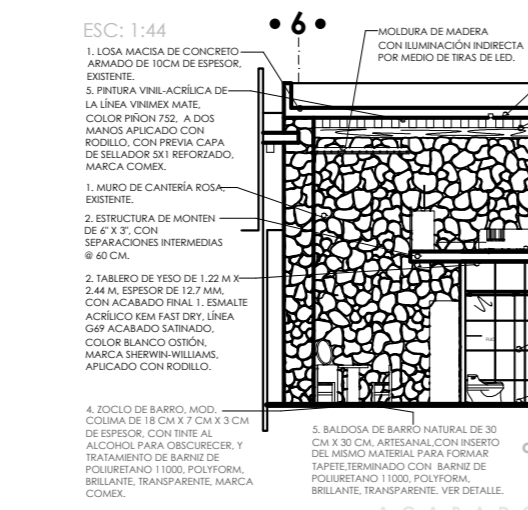 ESC: 1:44
• 6 •
1. LOSA MACISA DE CONCRETO
ARMADO DE 10CM DE ESPESOR,
EXISTENTE.
5. PINTURA VINIL-ACRÍLICA DE
LA LÍNEA VINIMEX MATE,
COLOR PIÑON 752, A DOS
MANOS APLICADO CON
RODILLO, CON PREVIA CAPA
DE SELLADOR 5X1 REFORZADO,
MARCA COMEX.
1. MURO DE CANTERÍA ROSA,
EXISTENTE.
2. ESTRUCTURA DE MONTEN
DE 6" X 3", CON
SEPARACIONES INTERMEDIAS
@ 60 CM.
2. TABLERO DE YESO DE 1.22 M X
2.44 M, ESPESOR DE 12.7 MM,
CON ACABADO FINAL 1. ESMALTE
ACRÍLICO KEM FAST DRY, LÍNEA
G69 ACABADO SATINADO,
COLOR BLANCO OSTIÓN,
MARCA SHERWIN-WILLIAMS,
APLICADO CON RODILLO.
4. ZOCLO DE BARRO, MOD.
COLIMA DE 18 CM X 7 CM X 3 CM
DE ESPESOR, CON TINTE AL
ALCOHOL PARA OBSCURECER, Y
TRATAMIENTO DE BARNIZ DE
POLIURETANO 11000, POLYFORM,
BRILLANTE, TRANSPARENTE, MARCA
COMEX.
MOLDURA DE MADERA
CON ILUMINACIÓN INDIRECTA
POR MEDIO DE TIRAS DE LED.
5. BALDOSA DE BARRO NATURAL DE 30
CM X 30 CM, ARTESANAL,CON INSERTO
DEL MISMO MATERIAL PARA FORMAR
TAPETE,TERMINADO CON BARNIZ DE
POLIURETANO 11000, POLYFORM,
BRILLANTE, TRANSPARENTE. VER DETALLE.